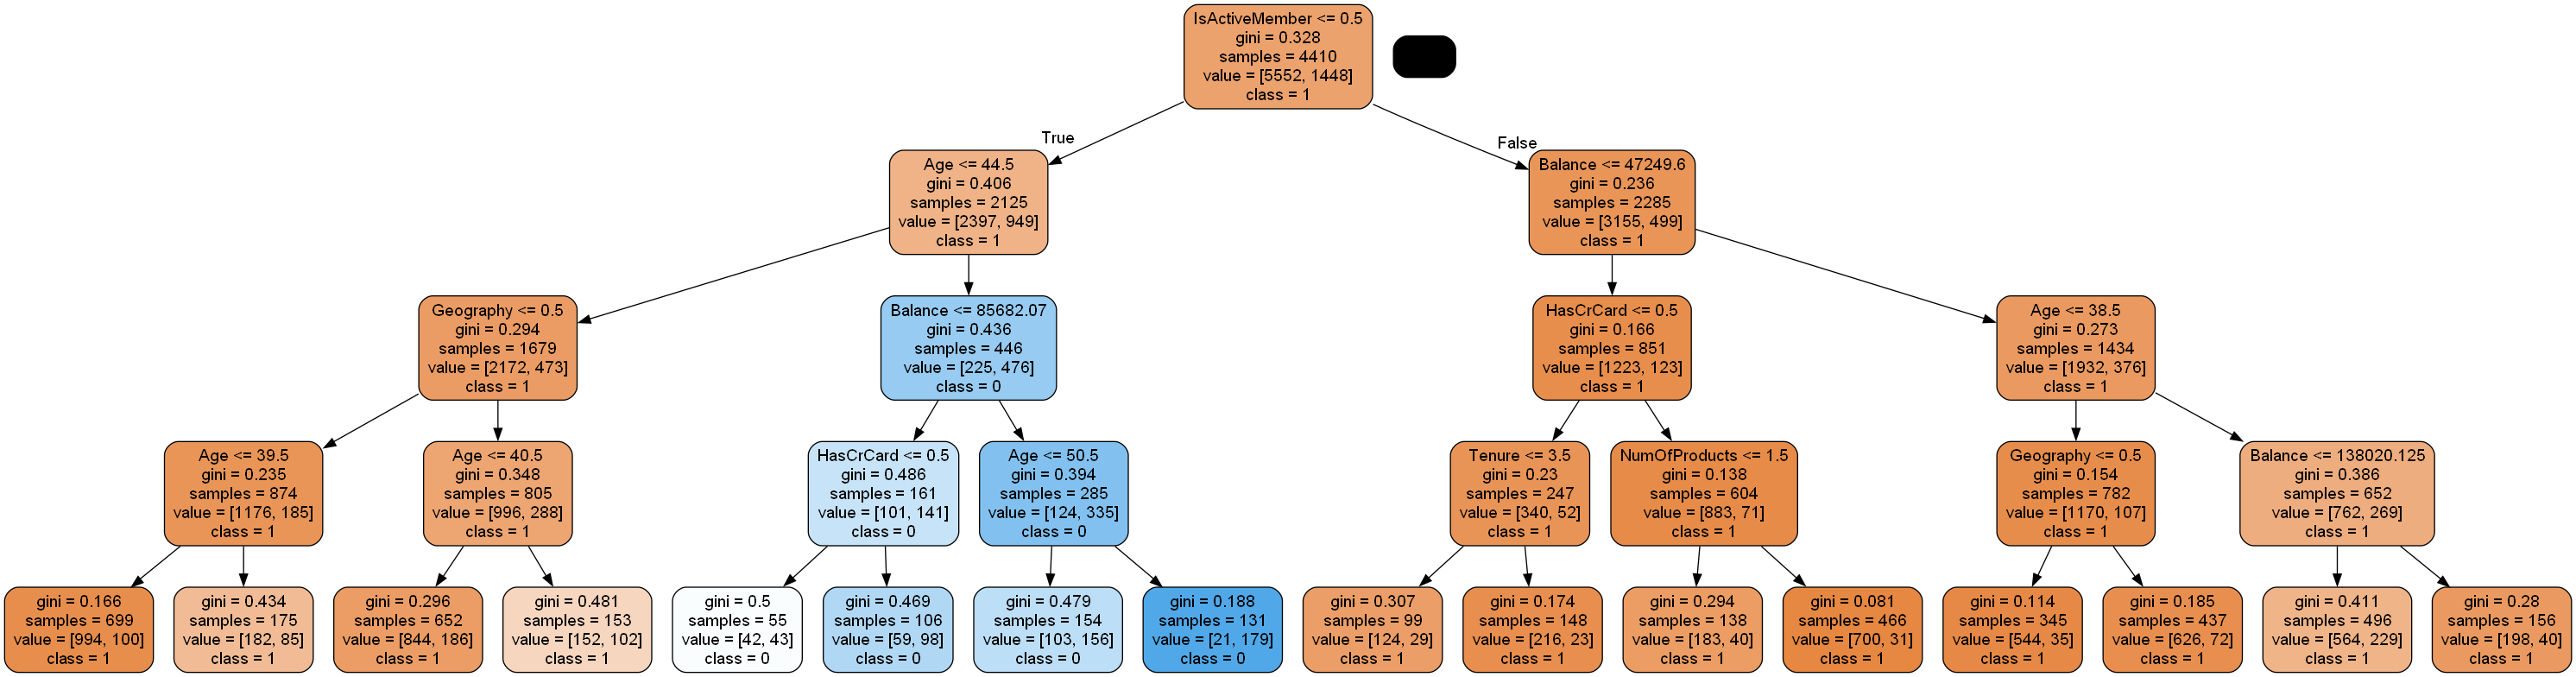 IsActiveMember <= 0.5
gini = 0.328
samples = 4410
value = [5552, 1448]
class = 1
True
False
Age <= 44.5
gini = 0.406
samples = 2125
value = [2397, 949]
class = 1
Balance <= 47249.6
gini = 0.236
samples = 2285
value = [3155, 499]
class = 1
Geography <= 0.5
gini = 0.294
samples = 1679
value = [2172, 473]
class = 1
Balance <= 85682.07
gini = 0.436
samples = 446
value = [225, 476]
class = 0
HasCrCard <= 0.5
gini = 0.166
samples = 851
value = [1223, 123]
class = 1
Age <= 38.5
gini = 0.273
samples = 1434
value = [1932, 376]
class = 1
Age <= 39.5
gini = 0.235
samples = 874
value = [1176, 185]
class = 1
Age <= 40.5
gini = 0.348
samples = 805
value = [996, 288]
class = 1
HasCrCard <= 0.5
gini = 0.486
samples = 161
value = [101, 141]
class = 0
Age <= 50.5
gini = 0.394
samples = 285
value = [124, 335]
class = 0
Tenure <= 3.5
gini = 0.23
samples = 247
value = [340, 52]
class = 1
NumOfProducts <= 1.5
gini = 0.138
samples = 604
value = [883, 71]
class = 1
Geography <= 0.5
gini = 0.154
samples = 782
value = [1170, 107]
class = 1
Balance <= 138020.125
gini = 0.386
samples = 652
value = [762, 269]
class = 1
gini = 0.166
samples = 699
value = [994, 100]
class = 1
gini = 0.434
samples = 175
value = [182, 85]
class = 1
gini = 0.296
samples = 652
value = [844, 186]
class = 1
gini = 0.481
samples = 153
value = [152, 102]
class = 1
gini = 0.5
samples = 55
value = [42, 43]
class = 0
gini = 0.469
samples = 106
value = [59, 98]
class = 0
gini = 0.479
samples = 154
value = [103, 156]
class = 0
gini = 0.188
samples = 131
value = [21, 179]
class = 0
gini = 0.307
samples = 99
value = [124, 29]
class = 1
gini = 0.174
samples = 148
value = [216, 23]
class = 1
gini = 0.294
samples = 138
value = [183, 40]
class = 1
gini = 0.081
samples = 466
value = [700, 31]
class = 1
gini = 0.114
samples = 345
value = [544, 35]
class = 1
gini = 0.185
samples = 437
value = [626, 72]
class = 1
gini = 0.411
samples = 496
value = [564, 229]
class = 1
gini = 0.28
samples = 156
value = [198, 40]
class = 1